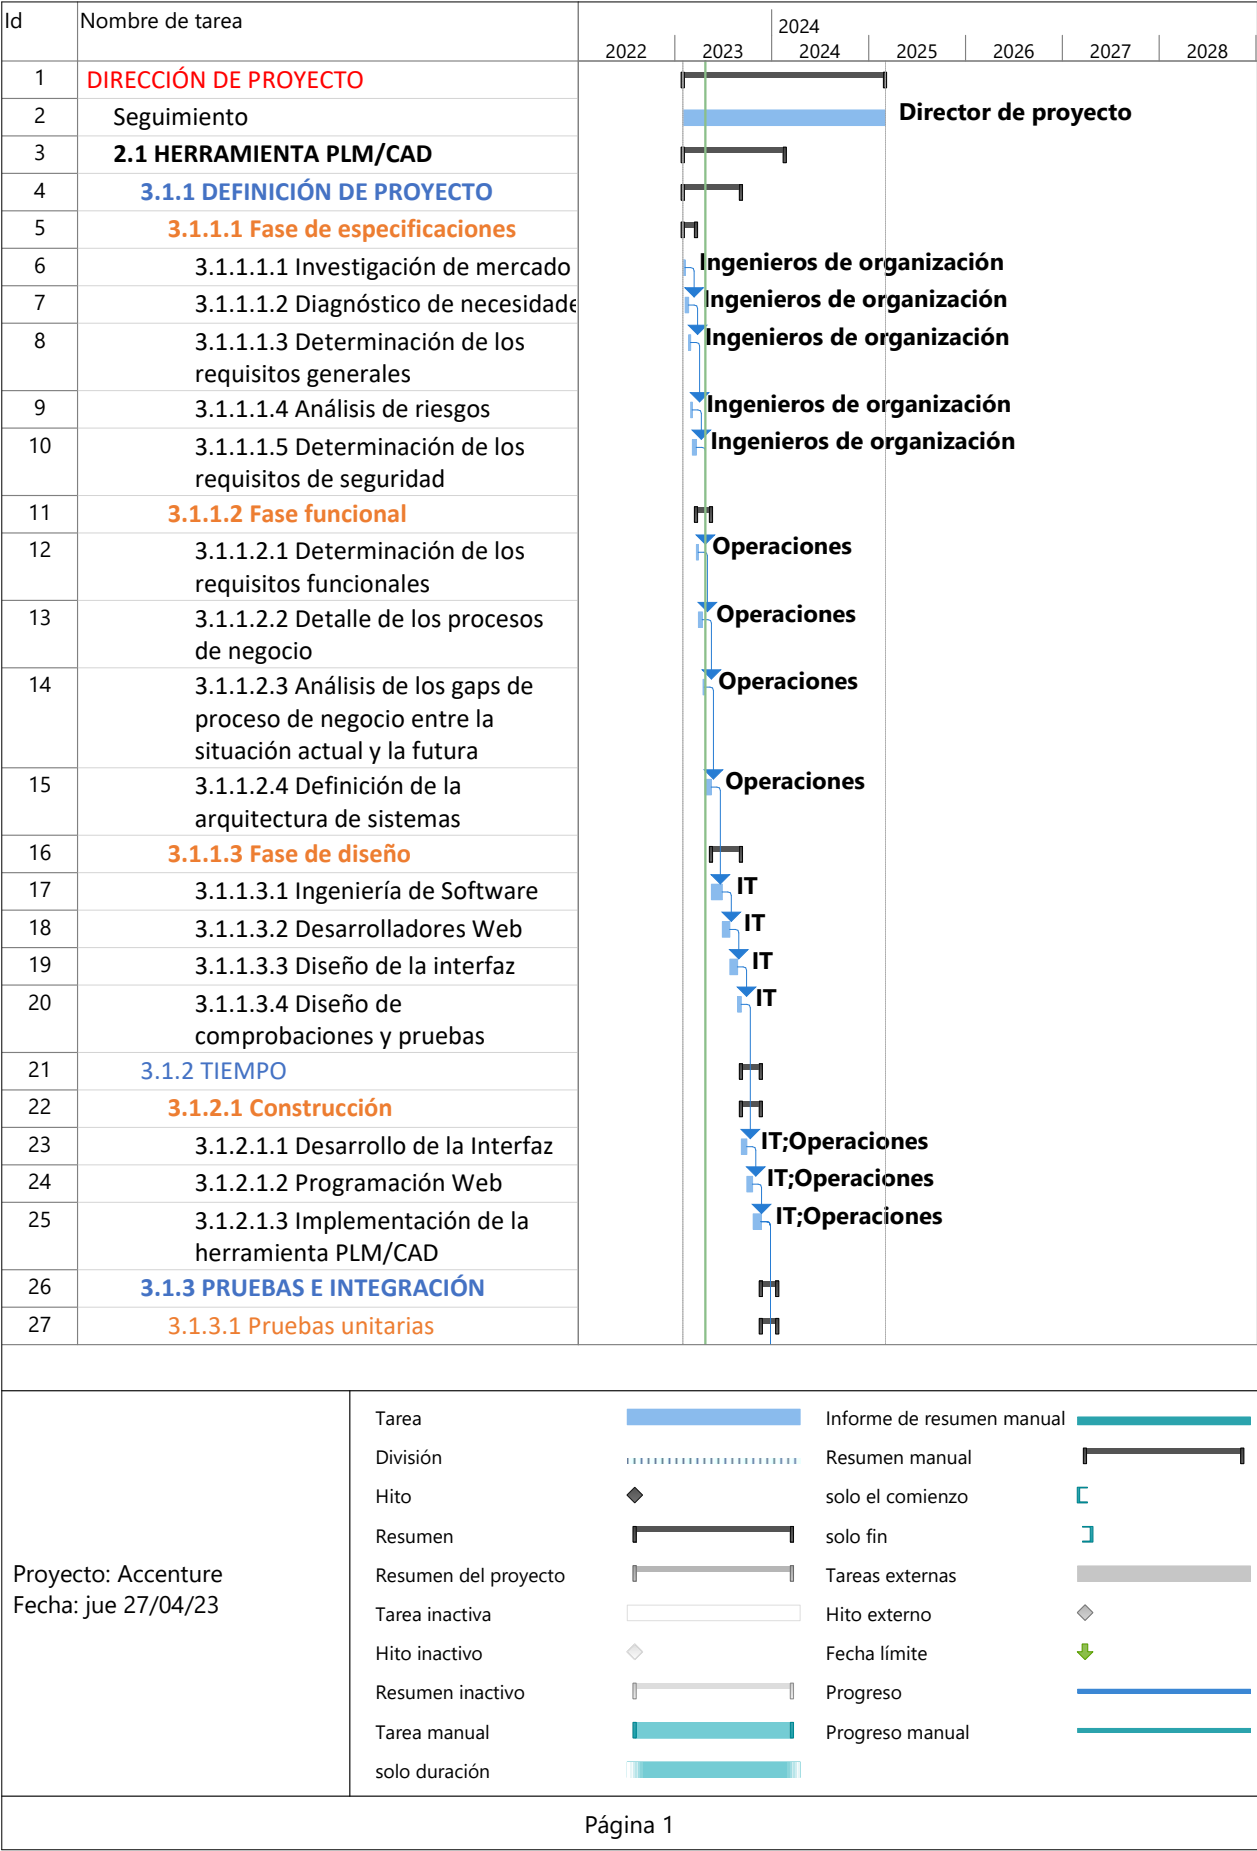 Id Nombre de tarea
2024
2022 2023 2024 2025 2026 2027 2028
1 DIRECCIÓN DE PROYECTO
2 Seguimiento Director de proyecto
3 2.1 HERRAMIENTA PLM/CAD
4 3.1.1 DEFINICIÓN DE PROYECTO
5 3.1.1.1 Fase de especificaciones
6 3.1.1.1.1 Investigación de mercado Ingenieros de organización
7 3.1.1.1.2 Diagnóstico de necesidade Ingenieros de organización
8 3.1.1.1.3 Determinación de los Ingenieros de organización
requisitos generales
9 3.1.1.1.4 Análisis de riesgos Ingenieros de organización
10 3.1.1.1.5 Determinación de los Ingenieros de organización
requisitos de seguridad
11 3.1.1.2 Fase funcional
12 3.1.1.2.1 Determinación de los Operaciones
requisitos funcionales
13 3.1.1.2.2 Detalle de los procesos Operaciones
de negocio
14 3.1.1.2.3 Análisis de los gaps de Operaciones
proceso de negocio entre la
situación actual y la futura
15 3.1.1.2.4 Definición de la Operaciones
arquitectura de sistemas
16 3.1.1.3 Fase de diseño
17 3.1.1.3.1 Ingeniería de Software IT
18 3.1.1.3.2 Desarrolladores Web IT
19 3.1.1.3.3 Diseño de la interfaz IT
20 3.1.1.3.4 Diseño de IT
comprobaciones y pruebas
21 3.1.2 TIEMPO
22 3.1.2.1 Construcción
23 3.1.2.1.1 Desarrollo de la Interfaz IT;Operaciones
24 3.1.2.1.2 Programación Web IT;Operaciones
25 3.1.2.1.3 Implementación de la IT;Operaciones
herramienta PLM/CAD
26 3.1.3 PRUEBAS E INTEGRACIÓN
27 3.1.3.1 Pruebas unitarias
Proyecto: Accenture
Fecha: jue 27/04/23
Tarea
División
Hito
Resumen
Resumen del proyecto
Tarea inactiva
Hito inactivo
Resumen inactivo
Tarea manual
solo duración
Informe de resumen manual
Resumen manual
solo el comienzo
solo fin
Tareas externas
Hito externo
Fecha límite
Progreso
Progreso manual
Página 1